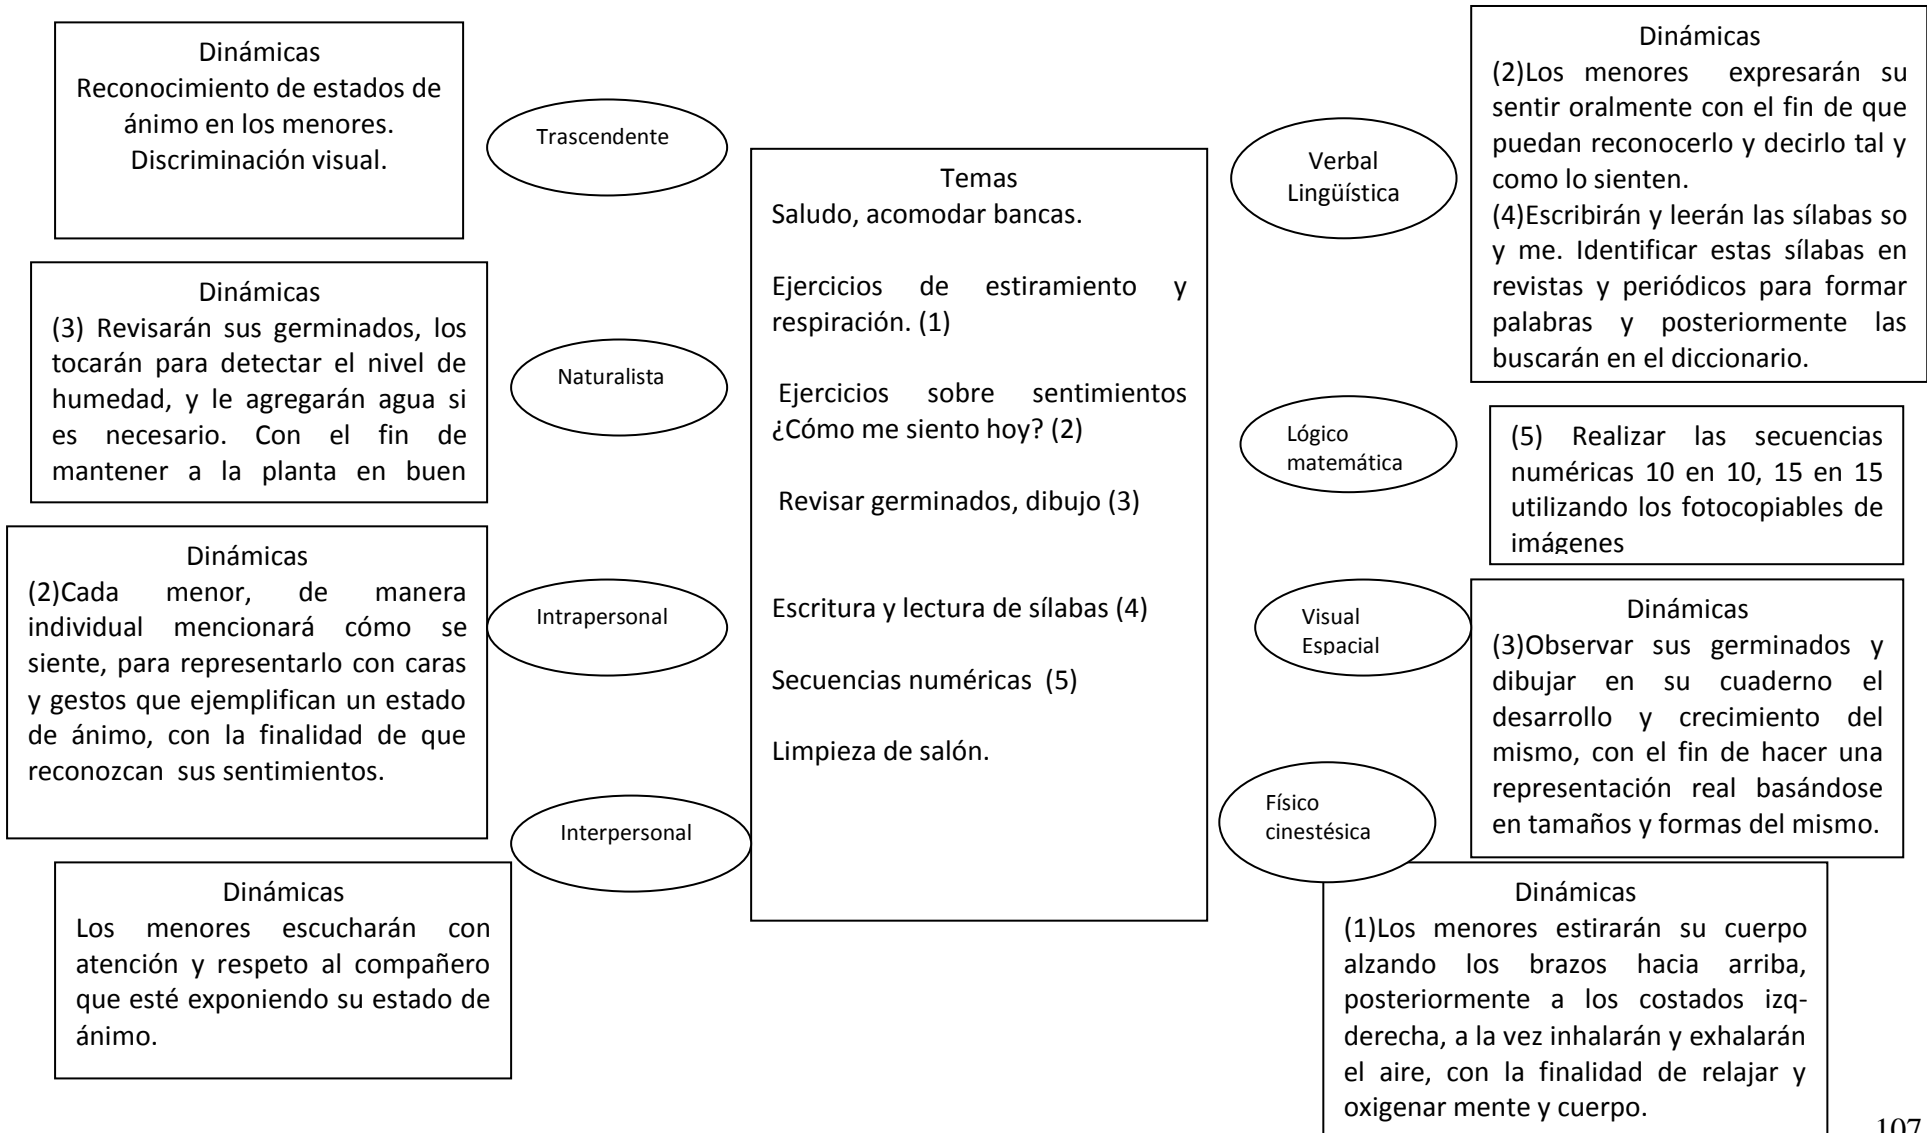 Dinámicas
Reconocimiento de estados de
ánimo en los menores.
Discriminación visual.
Trascendente
Dinámicas
(3) Revisarán sus germinados, los
tocarán para detectar el nivel de
humedad, y le agregarán agua si
es necesario. Con el fin de
mantener a la planta en buen
Naturalista
Dinámicas
(2)Cada menor, de manera
individual mencionará cómo se
siente, para representarlo con caras
y gestos que ejemplifican un estado
de ánimo, con la finalidad de que
reconozcan sus sentimientos.
Intrapersonal
Interpersonal
Dinámicas
Los menores escucharán con
atención y respeto al compañero
que esté exponiendo su estado de
ánimo.
Temas
Saludo, acomodar bancas.
Ejercicios de estiramiento y
respiración. (1)
Ejercicios sobre sentimientos
¿Cómo me siento hoy? (2)
Revisar germinados, dibujo (3)
Escritura y lectura de sílabas (4)
Secuencias numéricas (5)
Limpieza de salón.
Verbal
Lingüística
Dinámicas
(2)Los menores expresarán su
sentir oralmente con el fin de que
puedan reconocerlo y decirlo tal y
como lo sienten.
(4)Escribirán y leerán las sílabas so
y me. Identificar estas sílabas en
revistas y periódicos para formar
palabras y posteriormente las
buscarán en el diccionario.
Lógico
matemática
(5) Realizar las secuencias
numéricas 10 en 10, 15 en 15
utilizando los fotocopiables de
imágenes
Visual
Espacial
Dinámicas
(3)Observar sus germinados y
dibujar en su cuaderno el
desarrollo y crecimiento del
mismo, con el fin de hacer una
representación real basándose
en tamaños y formas del mismo.
Físico
cinestésica
Dinámicas
(1)Los menores estirarán su cuerpo
alzando los brazos hacia arriba,
posteriormente a los costados izq-
derecha, a la vez inhalarán y exhalarán
el aire, con la finalidad de relajar y
oxigenar mente y cuerpo.
107